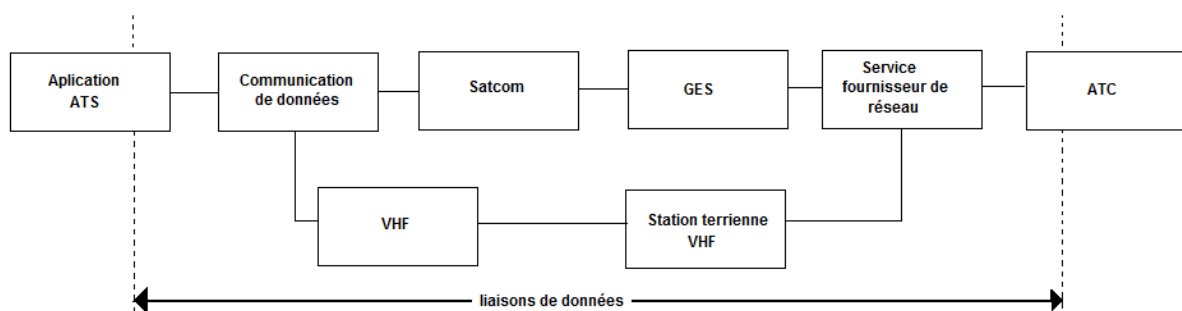 Aplication
ATS
Communication
de données
Satcom
GES
Service
fournisseur de
réseau
ATC
VHF
Station terrienne
VHF
liaisons de données